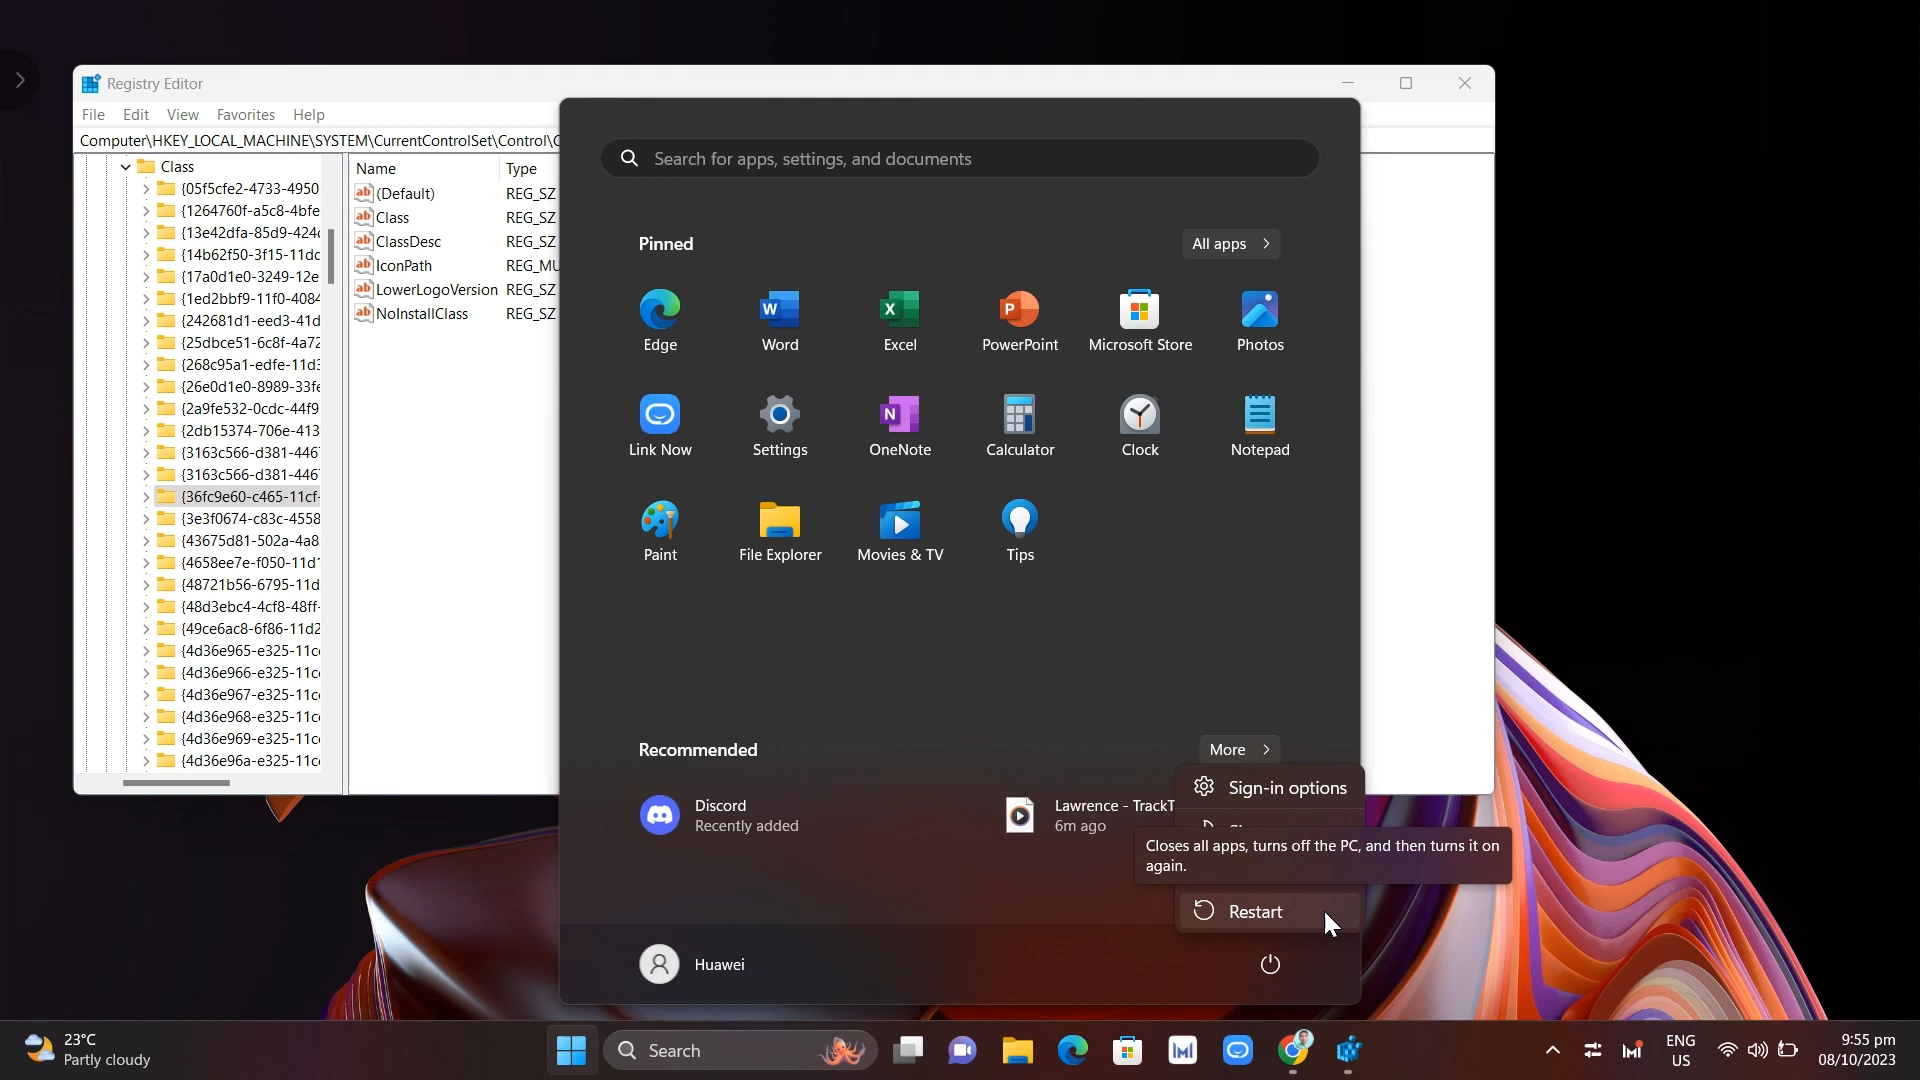 Registry Editor
File Edit View Favorites Help
Computer\HKEY_LOCAL_MACHINE\SYSTEM\CurrentControlSet\Control\C
Class
{05f5cfe2-4733-4950
{1264760f-a5c8-4bfe
{13e42dfa-85d9-424
{14b62f50-3f15-11dc
{17a0d1e0-3249-12e
{1ed2bbf9-11f0-4084
{242681d1-eed3-41d
{25dbce51-6c8f-4a72
{268c95a1-edfe-11d3
{26e0d1e0-8989-33fe
{2a9fe532-0cdc-44f9
{2db15374-706e-413
{3163c566-d381-446
{3163c566-d381-446
{36fc9e60-c465-11cf-
{3e3f0674-c83c-4558
{43675d81-502a-4a8
{4658ee7e-f050-11d1
{48721b56-6795-11d
{48d3ebc4-4cf8-48ff-
{49ce6ac8-6f86-11d2
{4d36e965-e325-11c
{4d36e966-e325-11c
{4d36e967-e325-11c
{4d36e968-e325-11c
{4d36e969-e325-11c
{4d36e96a-e325-11c
Name Type
(Default) REG_SZ
Class REG_SZ
ClassDesc REG_SZ
IconPath REG_MU
LowerLogoVersion REG_SZ
NoInstallClass REG_SZ
Search for apps, settings, and documents
Pinned
All apps
Edge Word Excel PowerPoint Microsoft Store Photos
Link Now Settings OneNote Calculator Clock Notepad
Paint File Explorer Movies & TV Tips
Recommended
More
Discord
Recently added
Lawrence - TrackT
6m ago
Sign-in options
Closes all apps, turns off the PC, and then turns it on
again.
Restart
Huawei
23°C
Partly cloudy
Search
ENG
US
9:55 pm
08/10/2023